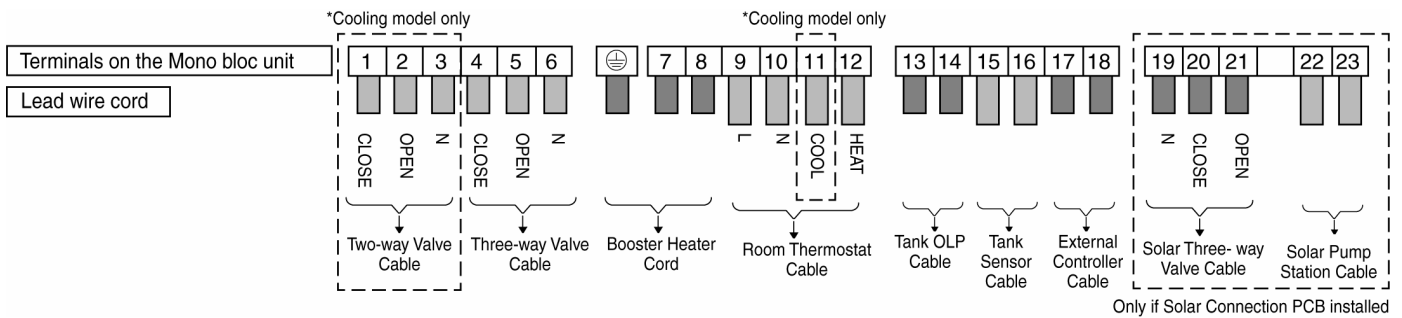 *Cooling model only
*Cooling model only
Terminals on the Mono bloc unit
1 2 3 4 5 6 7 8 9 10 11 12 13 14 15 16 17 18 19 20 21 22 23
Lead wire cord
CLOSE OPEN N CLOSE OPEN N L N COOL HEAT N CLOSE OPEN
Two-way Valve
Cable
Three-way Valve
Cable
Booster Heater
Cord
Room Thermostat
Cable
Tank OLP
Cable
Tank
Sensor
Cable
External
Controller
Cable
Solar Three- way
Valve Cable
Solar Pump
Station Cable
Only if Solar Connection PCB installed